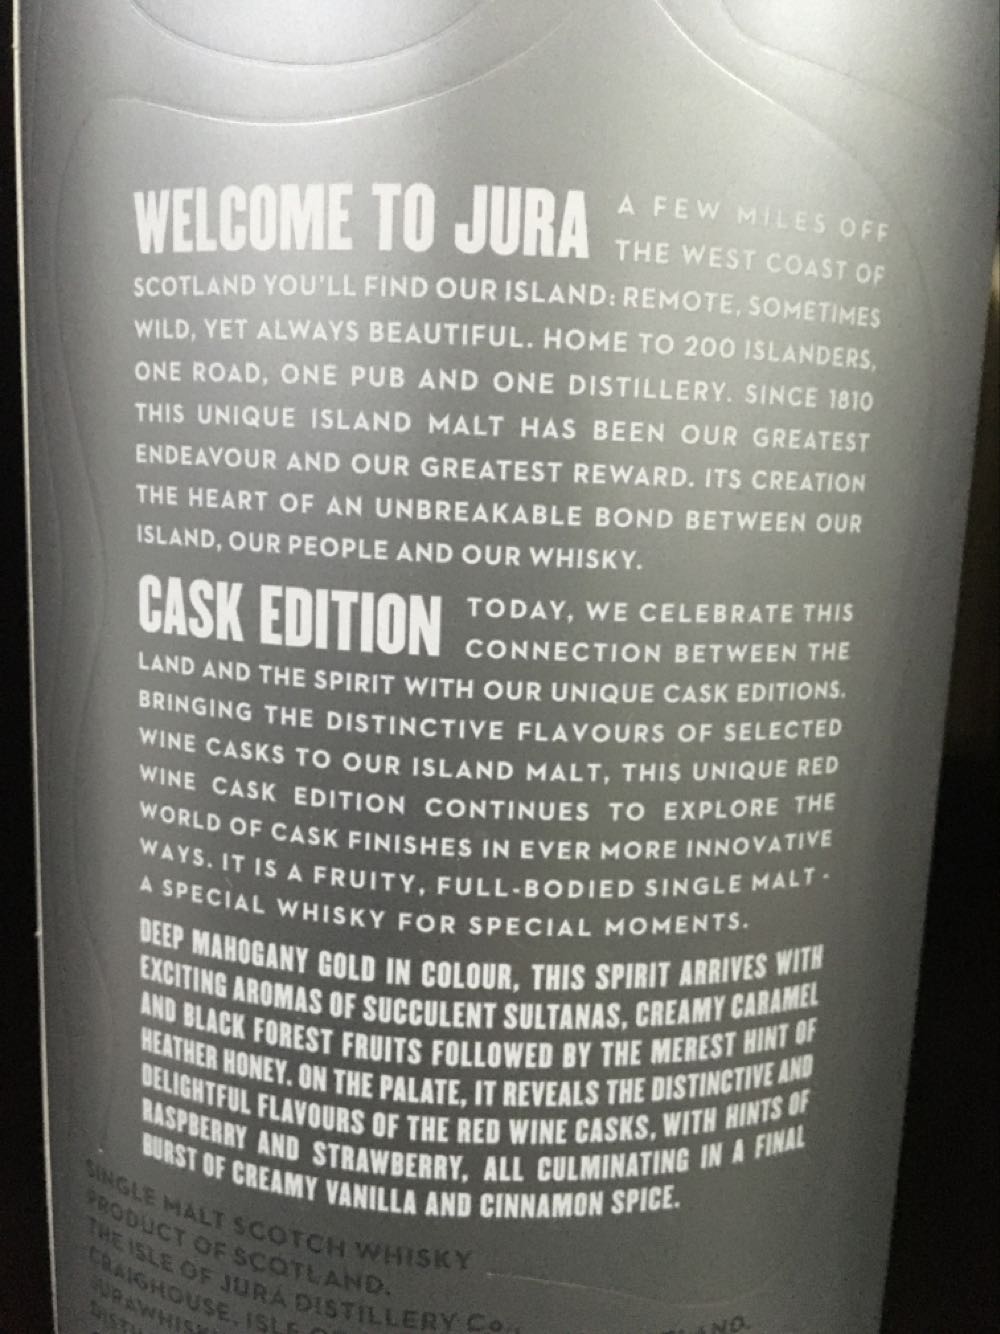 WELCOME TO JURA A FEW MILES OFF
THE WEST COAST OF
SCOTLAND YOU'LL FIND OUR ISLAND: REMOTE, SOMETIMES
WILD, YET ALWAYS BEAUTIFUL. HOME TO 200 ISLANDERS,
ONE ROAD, ONE PUB AND ONE DISTILLERY. SINCE 1810
THIS UNIQUE ISLAND MALT HAS BEEN OUR GREATEST
ENDEAVOUR AND OUR GREATEST REWARD. ITS CREATION
THE HEART OF AN UNBREAKABLE BOND BETWEEN OUR
ISLAND, OUR PEOPLE AND OUR WHISKY.
CASK EDITION TODAY, WE CELEBRATE THIS
CONNECTION BETWEEN THE
LAND AND THE SPIRIT WITH OUR UNIQUE CASK EDITIONS.
BRINGING THE DISTINCTIVE FLAVOURS OF SELECTED
WINE CASKS TO OUR ISLAND MALT, THIS UNIQUE RED
WINE CASK EDITION CONTINUES TO EXPLORE THE
WORLD OF CASK FINISHES IN EVER MORE INNOVATIVE
WAYS. IT IS A FRUITY, FULL-BODIED SINGLE MALT -
A SPECIAL WHISKY FOR SPECIAL MOMENTS.
DEEP MAHOGANY GOLD IN COLOUR, THIS SPIRIT ARRIVES WITH
EXCITING AROMAS OF SUCCULENT SULTANAS, CREAMY CARAMEL
AND BLACK FOREST FRUITS FOLLOWED BY THE MEREST HINT OF
HEATHER HONEY. ON THE PALATE, IT REVEALS THE DISTINCTIVE AND
DELIGHTFUL FLAVOURS OF THE RED WINE CASKS, WITH HINTS OF
RASPBERRY AND STRAWBERRY, ALL CULMINATING IN A FINAL
BURST OF CREAMY VANILLA AND CINNAMON SPICE.
SINGLE MALT SCOTCH WHISKY
PRODUCT OF SCOTLAND.
THE ISLE OF JURA DISTILLERY Co.,
CRAIGHOUSE, ISLE